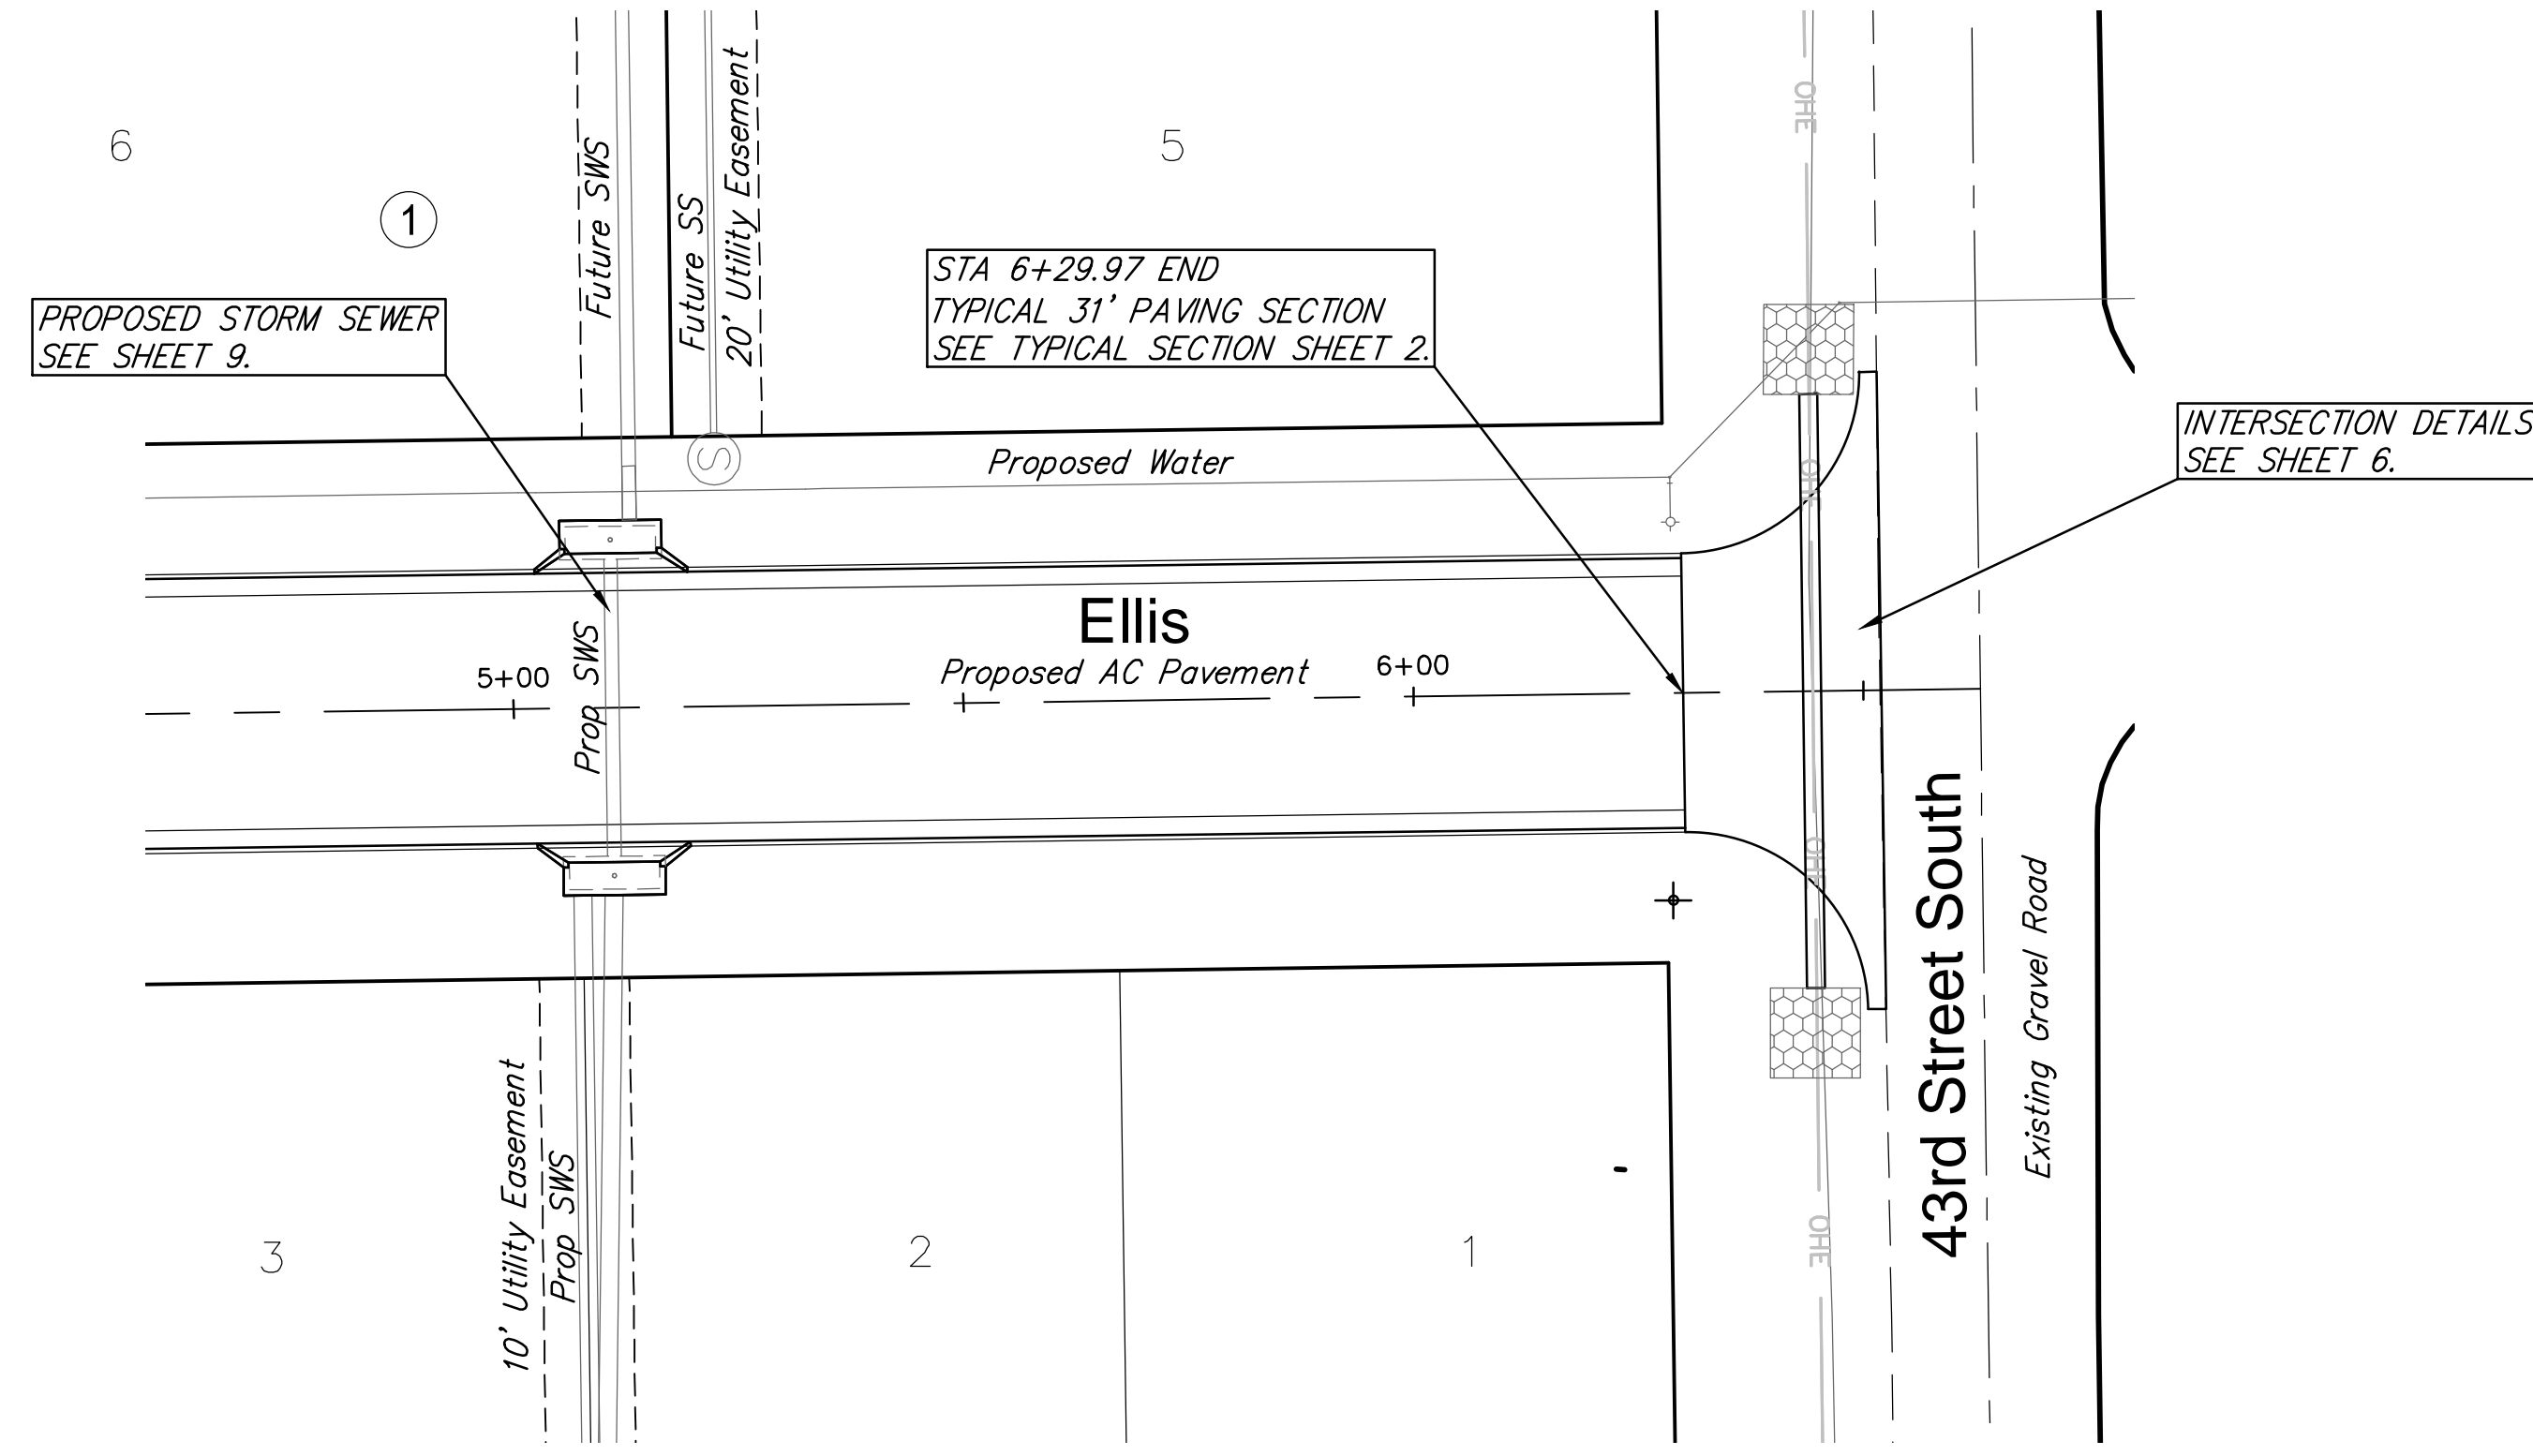 6
5
1
Future SWS
Future SS
20' Utility Easement
OHE
STA 6+29.97 END
TYPICAL 31' PAVING SECTION
SEE TYPICAL SECTION SHEET 2.
PROPOSED STORM SEWER
SEE SHEET 9.
INTERSECTION DETAILS
SEE SHEET 6.
S
Proposed Water
OHE
Ellis
Proposed AC Pavement
5+00
6+00
Prop SWS
OHE
43rd Street South
Existing Gravel Road
10' Utility Easement
Prop SWS
3
2
1
OHE